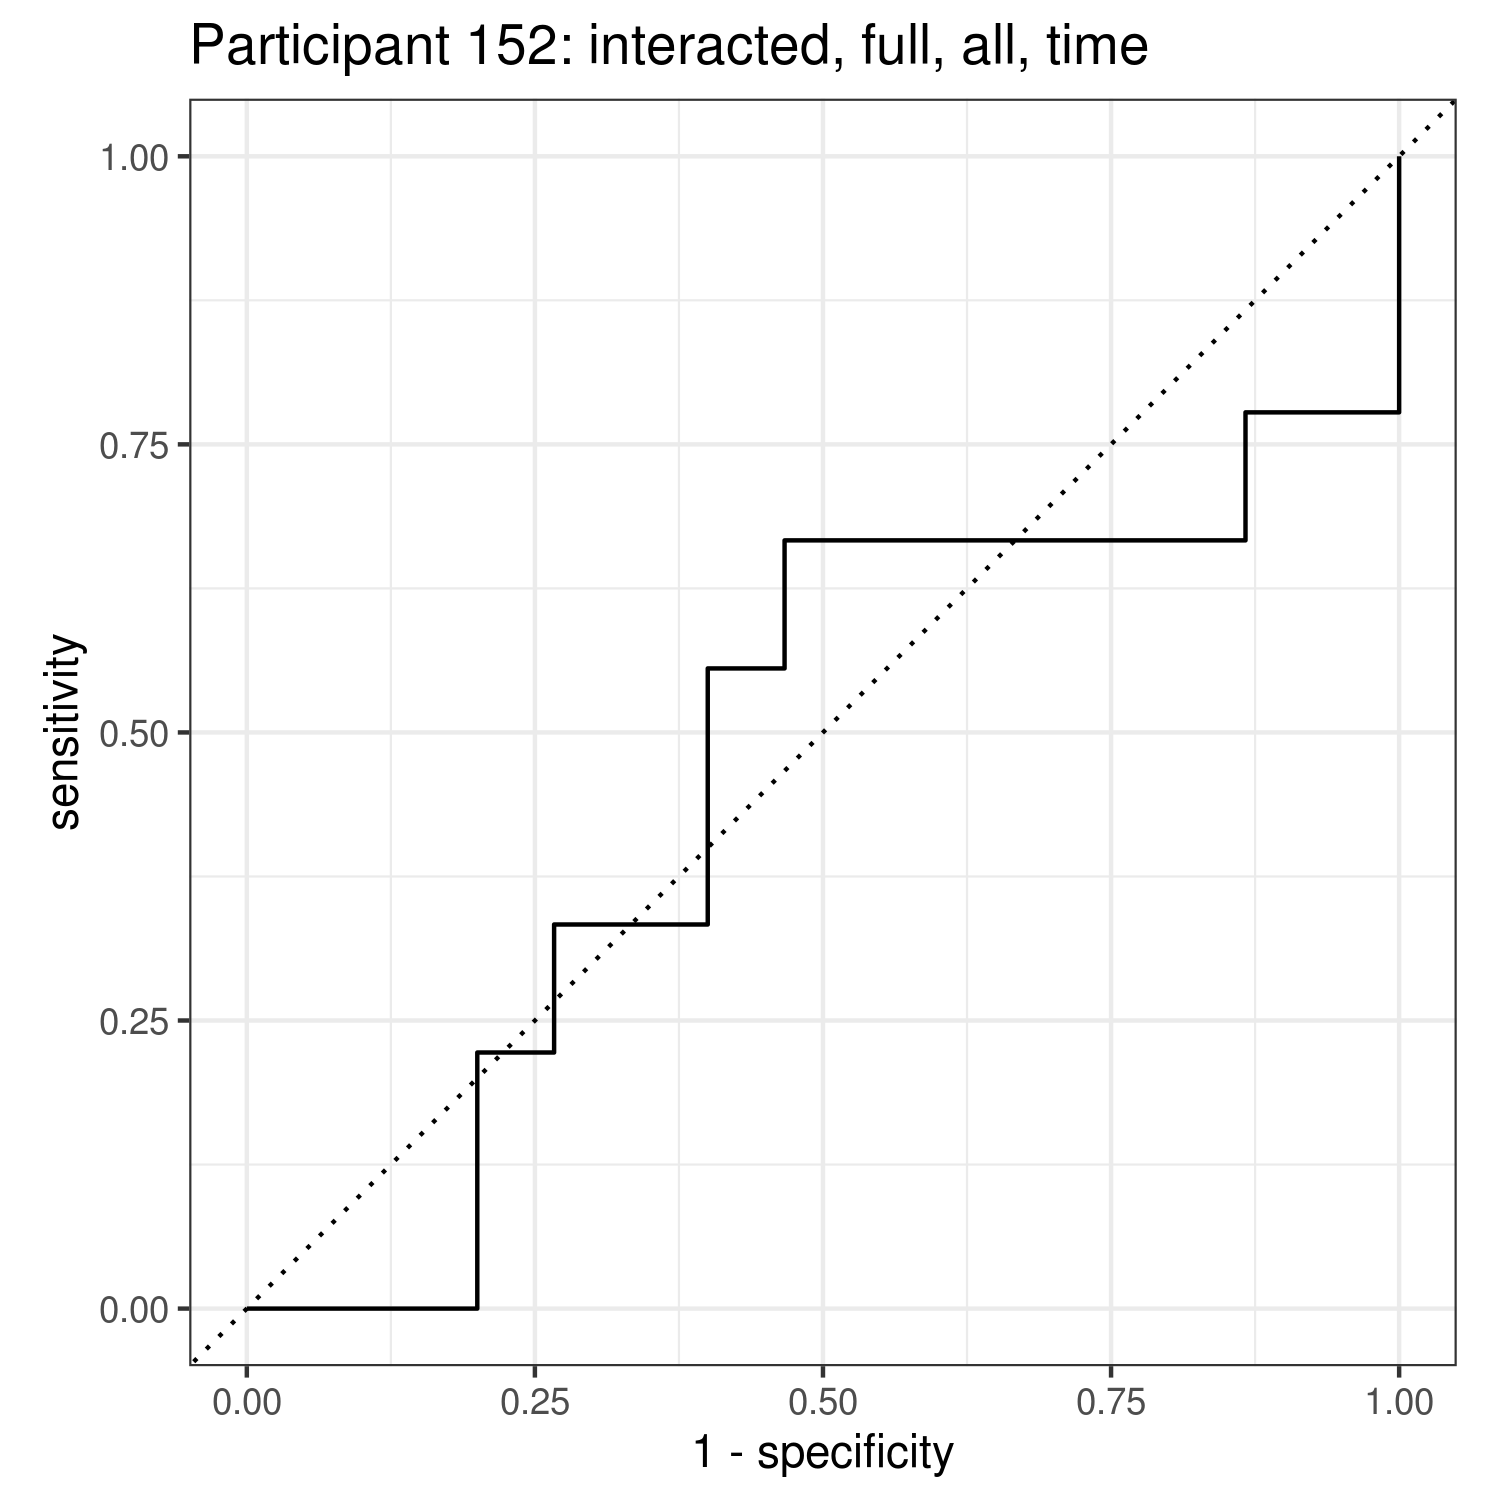 Participant 152: interacted, full, all, time
1.00
0.75
0.50
0.25
0.00
sensitivity
0.00 0.25 0.50 0.75 1.00
1 - specificity